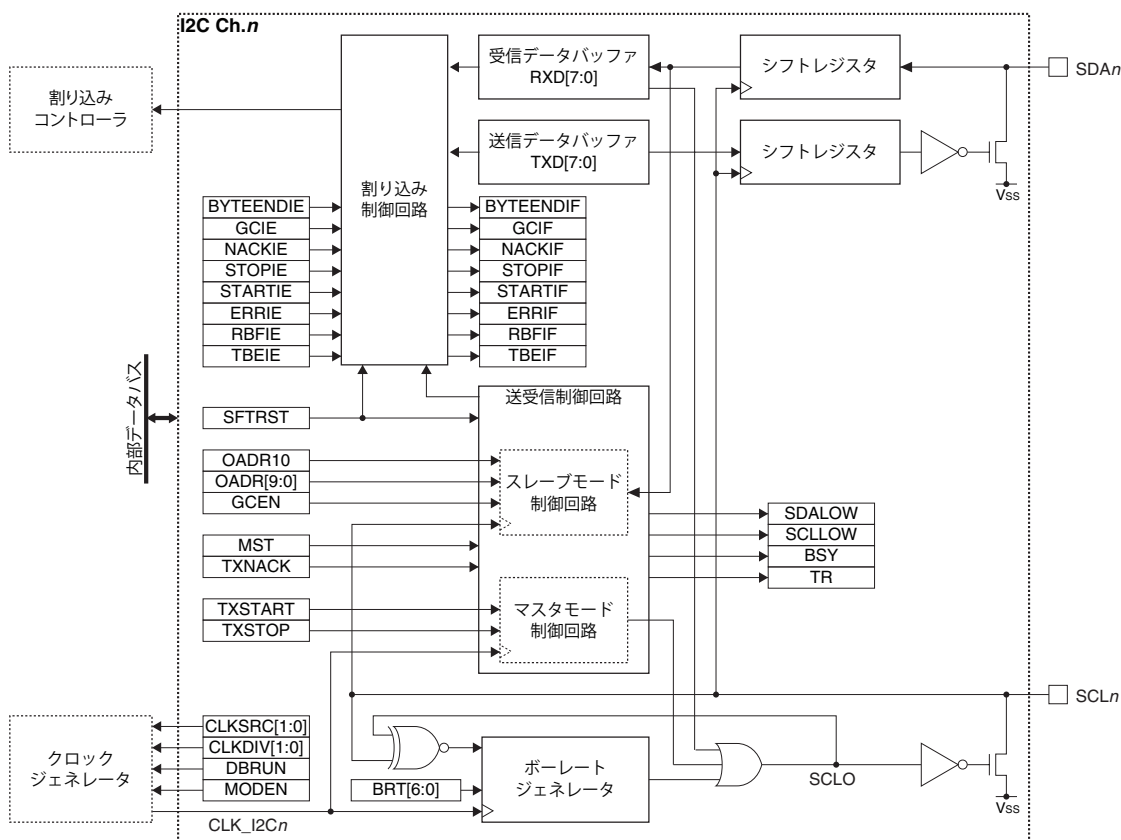 I2C Ch.n
割り込み
コントローラ
割り込み
制御回路
受信データバッファ
RXD[7:0]
送信データバッファ
TXD[7:0]
シフトレジスタ
シフトレジスタ
SDAn
VSS
BYTEENDIE
GCIE
NACKIE
STOPIE
STARTIE
ERRIE
RBFIE
TBEIE
BYTEENDIF
GCIF
NACKIF
STOPIF
STARTIF
ERRIF
RBFIF
TBEIF
内部データバス
SFTRST
OADR10
OADR[9:0]
GCEN
MST
TXNACK
TXSTART
TXSTOP
送受信制御回路
スレーブモード
制御回路
マスタモード
制御回路
SDALOW
SCLLOW
BSY
TR
SCLn
クロック
ジェネレータ
CLKSRC[1:0]
CLKDIV[1:0]
DBRUN
MODEN
CLK_I2Cn
BRT[6:0]
ボーレート
ジェネレータ
SCLO
VSS